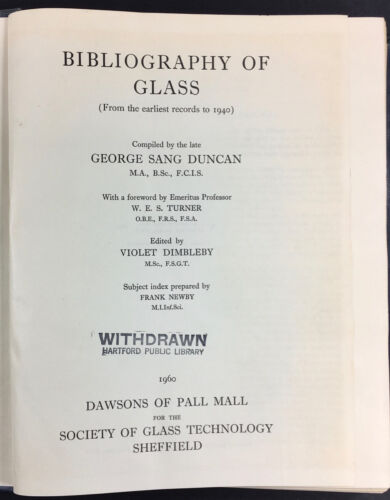 BIBLIOGRAPHY OF
GLASS
(From the earliest records to 1940)
Compiled by the late
GEORGE SANG DUNCAN
M.A., B.Sc., F.C.I.S.
With a foreword by Emeritus Professor
W. E. S. TURNER
O.B.E., F.R.S., F.S.A.
Edited by
VIOLET DIMBLEBY
M.Sc., F.S.G.T.
Subject index prepared by
FRANK NEWBY
M.I.Inf.Sci.
WITHDRAWN
HARTFORD PUBLIC LIBRARY
1960
DAWSONS OF PALL MALL
FOR THE
SOCIETY OF GLASS TECHNOLOGY
SHEFFIELD